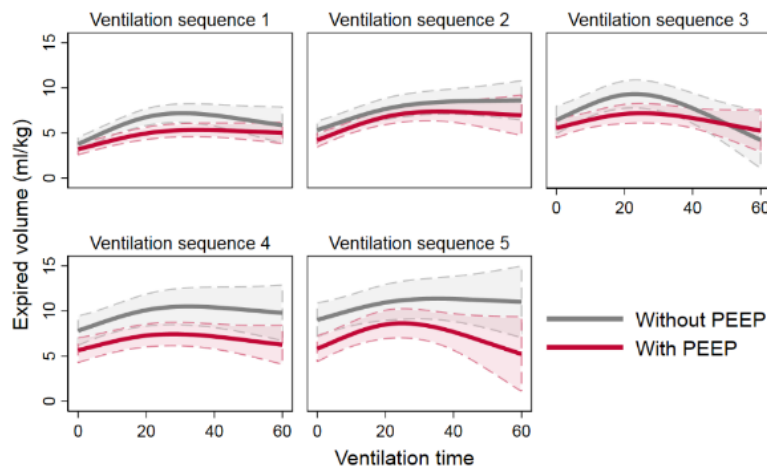 Ventilation sequence 1
Ventilation sequence 2
Ventilation sequence 3
15
10
5
0
0
20
40
60
Ventilation sequence 4
Ventilation sequence 5
15
10
5
0
0
20
40
60
0
20
40
60
Expired volume (ml/kg)
Ventilation time
Without PEEP
With PEEP